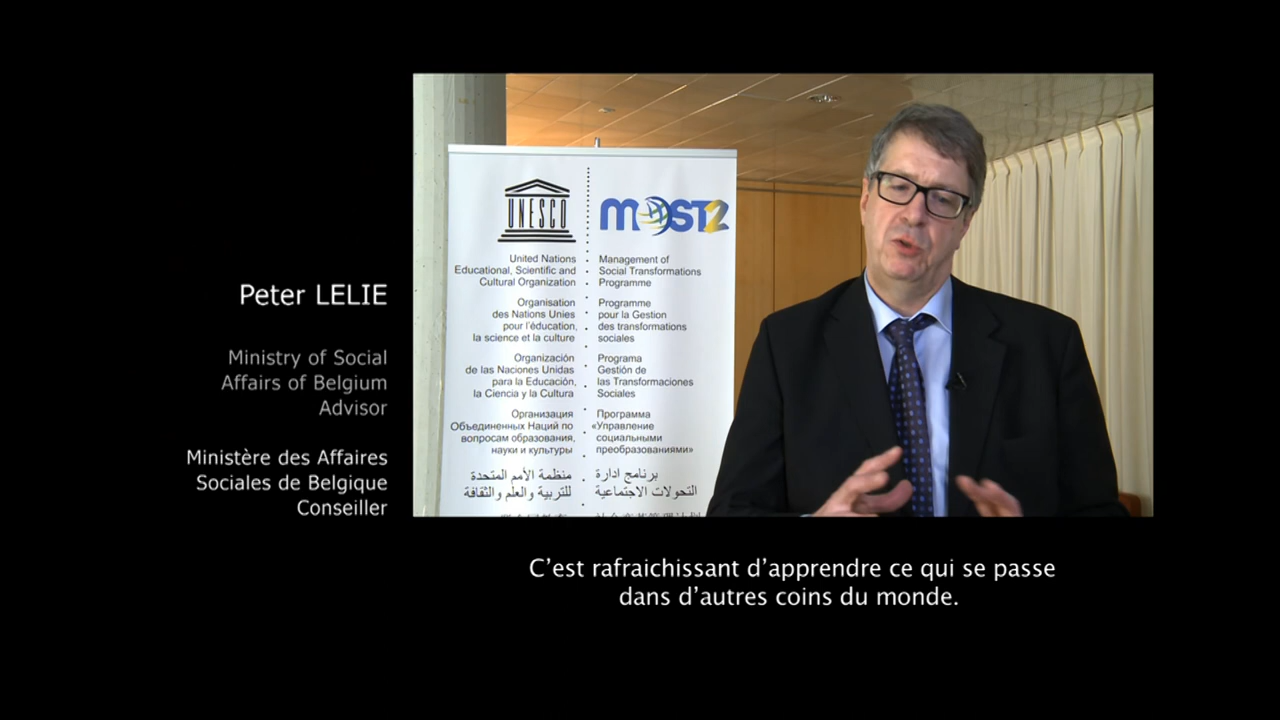 Peter LELIE
Ministry of Social
Affairs of Belgium
Advisor
Ministère des Affaires
Sociales de Belgique
Conseiller
UNESCO
United Nations
Educational, Scientific and
Cultural Organization
Organisation
des Nations Unies
pour l'éducation,
la science et la culture
Organización
de las Naciones Unidas
para la Educación,
la Ciencia y la Cultura
Организация
Объединенных Наций по
вопросам образования,
науки и культуры
منظمة الأمم المتحدة
للتربية والعلم والثقافة
MOST2
Management of
Social Transformations
Programme
Programme
pour la Gestion
des transformations
sociales
Programa
Gestión de
las Transformaciones
Sociales
Программа
«Управление
социальными
преобразованиями»
برنامج ادارة
التحولات الاجتماعية
C'est rafraichissant d'apprendre ce qui se passe
dans d'autres coins du monde.